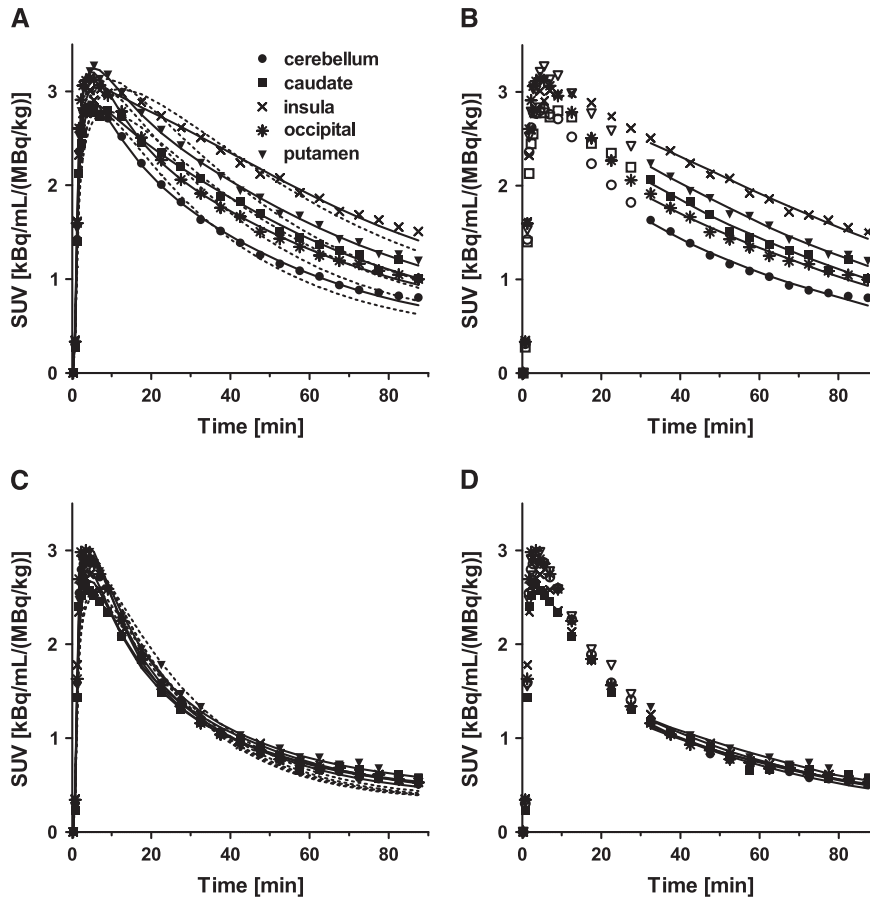 A
SUV [kBq/mL/(MBq/kg)]
3
2
1
0
0 20 40 60 80
Time [min]
cerebellum
caudate
insula
occipital
putamen
B
SUV [kBq/mL/(MBq/kg)]
3
2
1
0
0 20 40 60 80
Time [min]
C
SUV [kBq/mL/(MBq/kg)]
3
2
1
0
0 20 40 60 80
Time [min]
D
SUV [kBq/mL/(MBq/kg)]
3
2
1
0
0 20 40 60 80
Time [min]